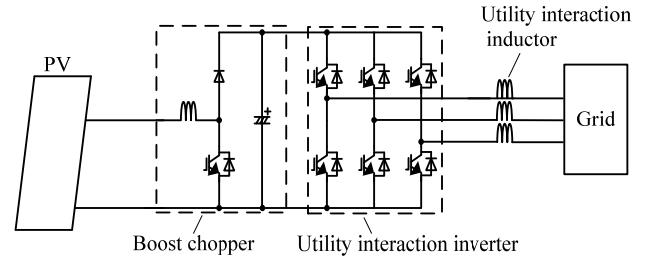 Utility interaction
inductor
PV
+
Grid
Boost chopper
Utility interaction inverter